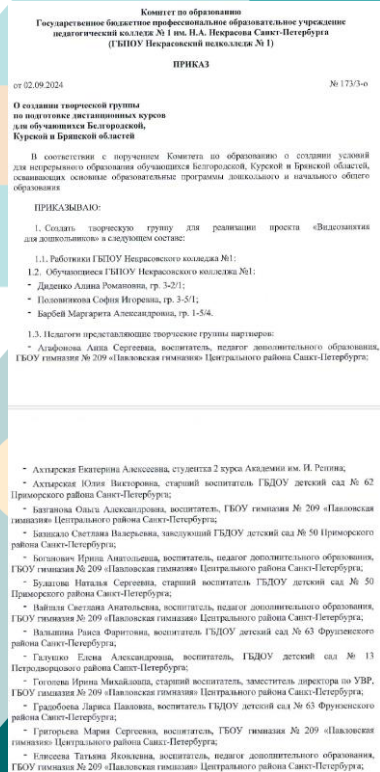 Комитет по образованию
Государственное бюджетное профессиональное образовательное учреждение
педагогический колледж № 1 им. Н.А. Некрасова Санкт-Петербурга
(ГБПОУ Некрасовский педколледж № 1)
ПРИКАЗ
от 02.09.2024 № 173/3-о
О создании творческой группы
по подготовке дистанционных курсов
для обучающихся Белгородской,
Курской и Брянской областей
В соответствии с поручением Комитета по образованию о создании условий
для непрерывного образования обучающихся Белгородской, Курской и Брянской областей,
осваивающих основные образовательные программы дошкольного и начального общего
образования
ПРИКАЗЫВАЮ:
1. Создать творческую группу для реализации проекта «Видеозанятия
для дошкольников» в следующем составе:
1.1. Работники ГБПОУ Некрасовского колледжа №1:
1.2. Обучающиеся ГБПОУ Некрасовского колледжа №1:
- Диденко Алина Романовна, гр. 3-2/1;
- Половникова София Игоревна, гр. 3-5/1;
- Барбей Маргарита Александровна, гр. 1-5/4.
1.3. Педагоги представляющие творческие группы партнеров:
- Агафонова Анна Сергеевна, воспитатель, педагог дополнительного образования,
ГБОУ гимназия № 209 «Павловская гимназия» Центрального района Санкт-Петербурга;
- Ахтырская Екатерина Алексеевна, студентка 2 курса Академии им. И. Репина;
- Ахтырская Юлия Викторовна, старший воспитатель ГБДОУ детский сад № 62
Приморского района Санкт-Петербурга;
- Базганова Ольга Александровна, воспитатель, ГБОУ гимназия № 209 «Павловская
гимназия» Центрального района Санкт-Петербурга;
- Светлана Валерьевна, заведующий ГБДОУ детский сад № 50 Приморского
района Санкт-Петербурга;
- Богданович Ирина Анатольевна, воспитатель, педагог дополнительного образования,
ГБОУ гимназия № 209 «Павловская гимназия» Центрального района Санкт-Петербурга;
- Булатова Наталья Сергеевна, старший воспитатель ГБДОУ детский сад № 50
Приморского района Санкт-Петербурга;
- Светлана Анатольевна, воспитатель, педагог дополнительного образования,
ГБОУ гимназия № 209 «Павловская гимназия» Центрального района Санкт-Петербурга;
- Раиса Фаритовна, воспитатель ГБДОУ детский сад № 63 Фрунзенского
района Санкт-Петербурга;
- Галушко Елена Александровна, воспитатель, ГБДОУ детский сад № 13
Петродворцового района Санкт-Петербурга;
- Гоголева Ирина Михайловна, старший воспитатель, заместитель директора по УВР,
ГБОУ гимназия № 209 «Павловская гимназия» Центрального района Санкт-Петербурга;
- Градобоева Лариса Павловна, воспитатель ГБДОУ детский сад № 63 Фрунзенского
района Санкт-Петербурга;
- Григорьева Мария Сергеевна, воспитатель, ГБОУ гимназия № 209 «Павловская
гимназия» Центрального района Санкт-Петербурга;
- Елисеева Татьяна Яковлевна, воспитатель, педагог дополнительного образования,
ГБОУ гимназия № 209 «Павловская гимназия» Центрального района Санкт-Петербурга;